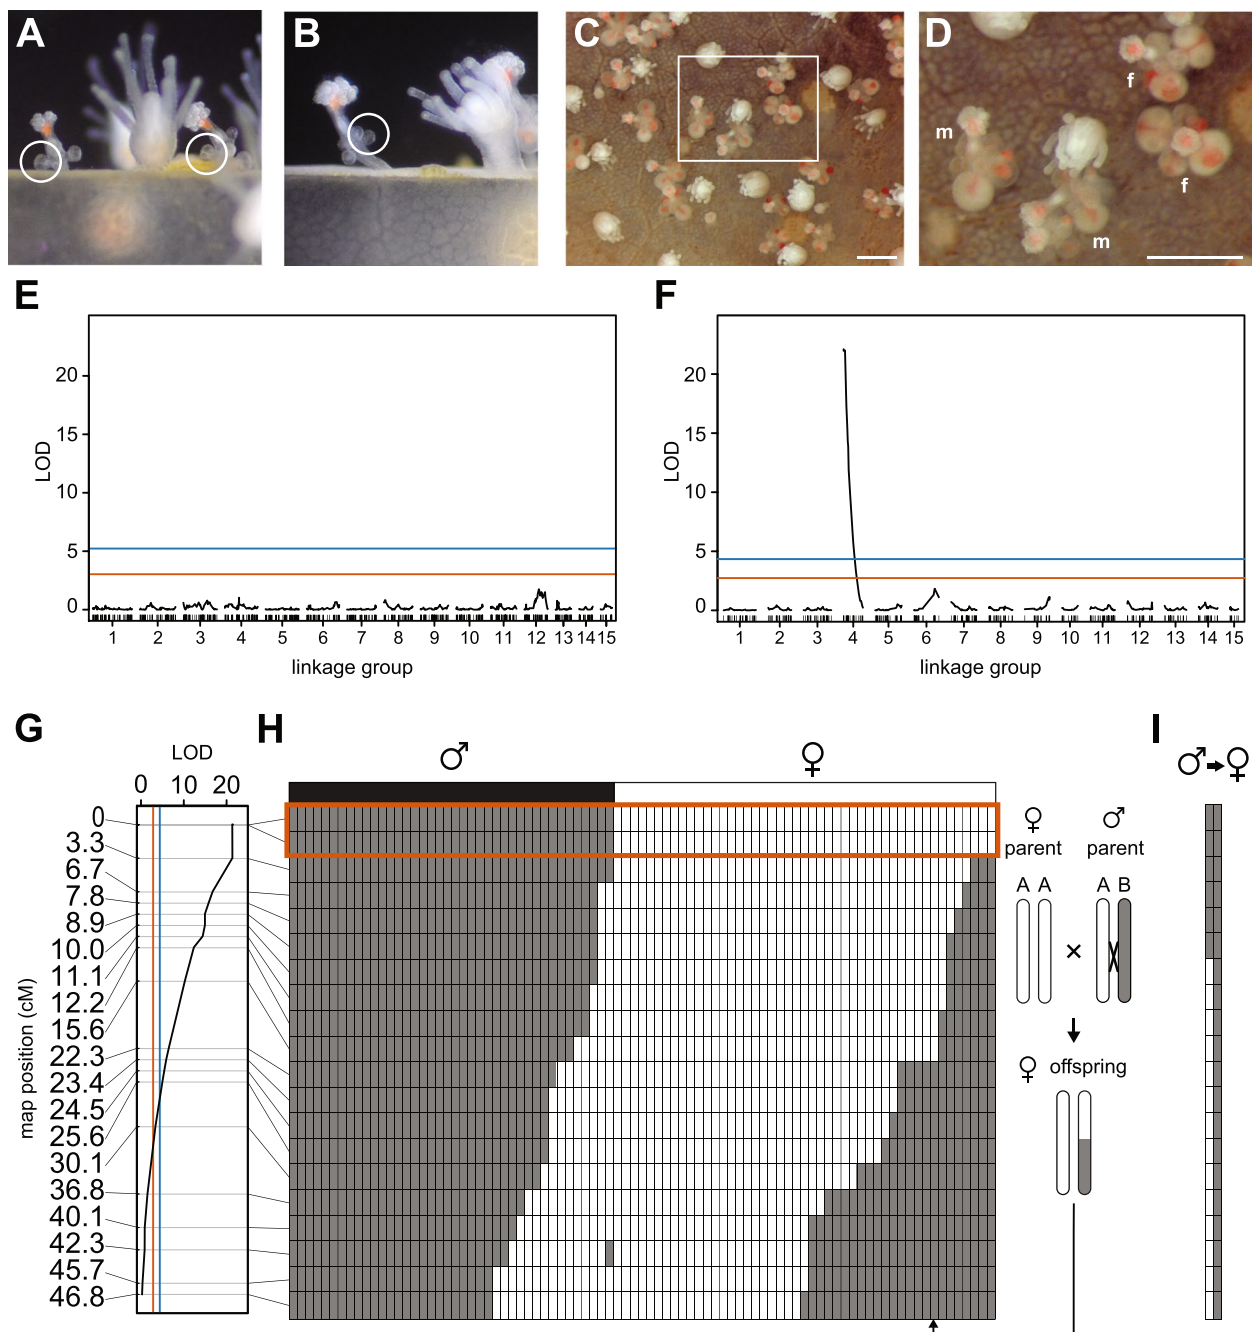 A
B
C
D
f
m
f
m
E
F
20
15
10
5
0
LOD
1 2 3 4 5 6 7 8 9 10 11 12 13 14 15
linkage group
20
15
10
5
0
LOD
1 2 3 4 5 6 7 8 9 10 11 12 13 14 15
linkage group
G
LOD
0 10 20
0
3.3
6.7
7.8
8.9
10.0
11.1
12.2
15.6
22.3
23.4
24.5
25.6
30.1
36.8
40.1
42.3
45.7
46.8
map position (cM)
H
♂ ♀
♀ ♂
parent parent
A A A B
×
♀ offspring
I
♂➡♀